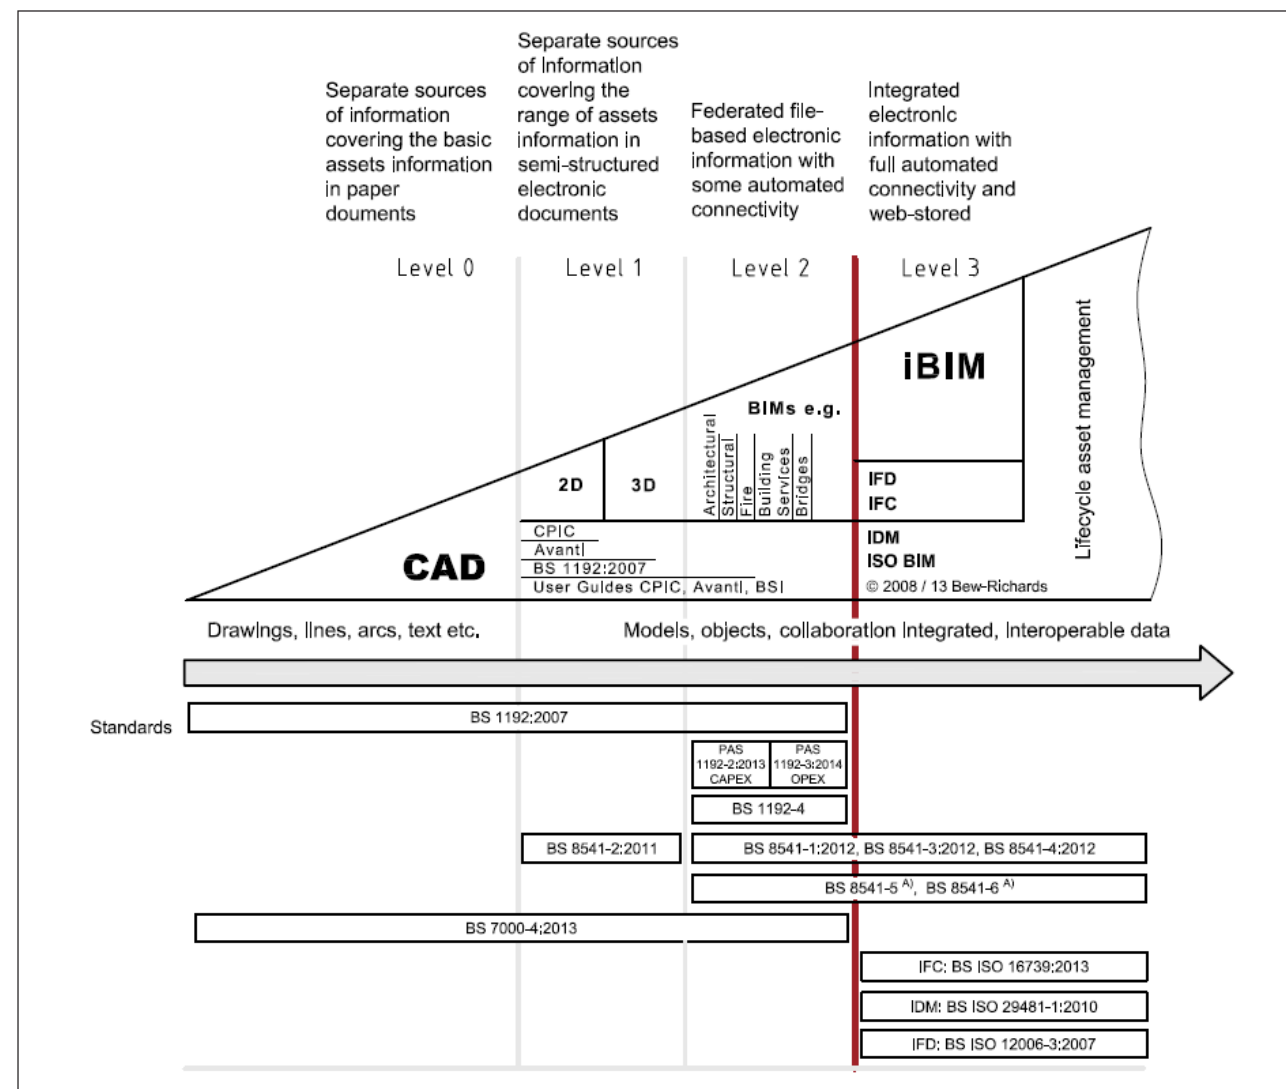 Separate sources
of information
covering the basic
assets information
in paper
douments
Separate sources
of information
covering the
range of assets
information in
semi-structured
electronic
documents
Federated file-
based electronic
information with
some automated
connectivity
Integrated
electronic
information with
full automated
connectivity and
web-stored
Level 0
Level 1
Level 2
Level 3
iBIM
BIMs e.g.
Architectural
Structural
Fire
Building
Services
Bridges
2D
3D
IFD
IFC
Lifecycle asset management
CAD
CPIC
Avanti
BS 1192:2007
User Guides CPIC, Avanti, BSI
IDM
ISO BIM
© 2008 / 13 Bew-Richards
Drawings, lines, arcs, text etc.
Models, objects, collaboration integrated, interoperable data
Standards
BS 1192:2007
PAS
1192-2:2013
CAPEX
PAS
1192-3:2014
OPEX
BS 1192-4
BS 8541-2:2011
BS 8541-1:2012, BS 8541-3:2012, BS 8541-4:2012
BS 8541-5 A), BS 8541-6 A)
BS 7000-4:2013
IFC: BS ISO 16739:2013
IDM: BS ISO 29481-1:2010
IFD: BS ISO 12006-3:2007